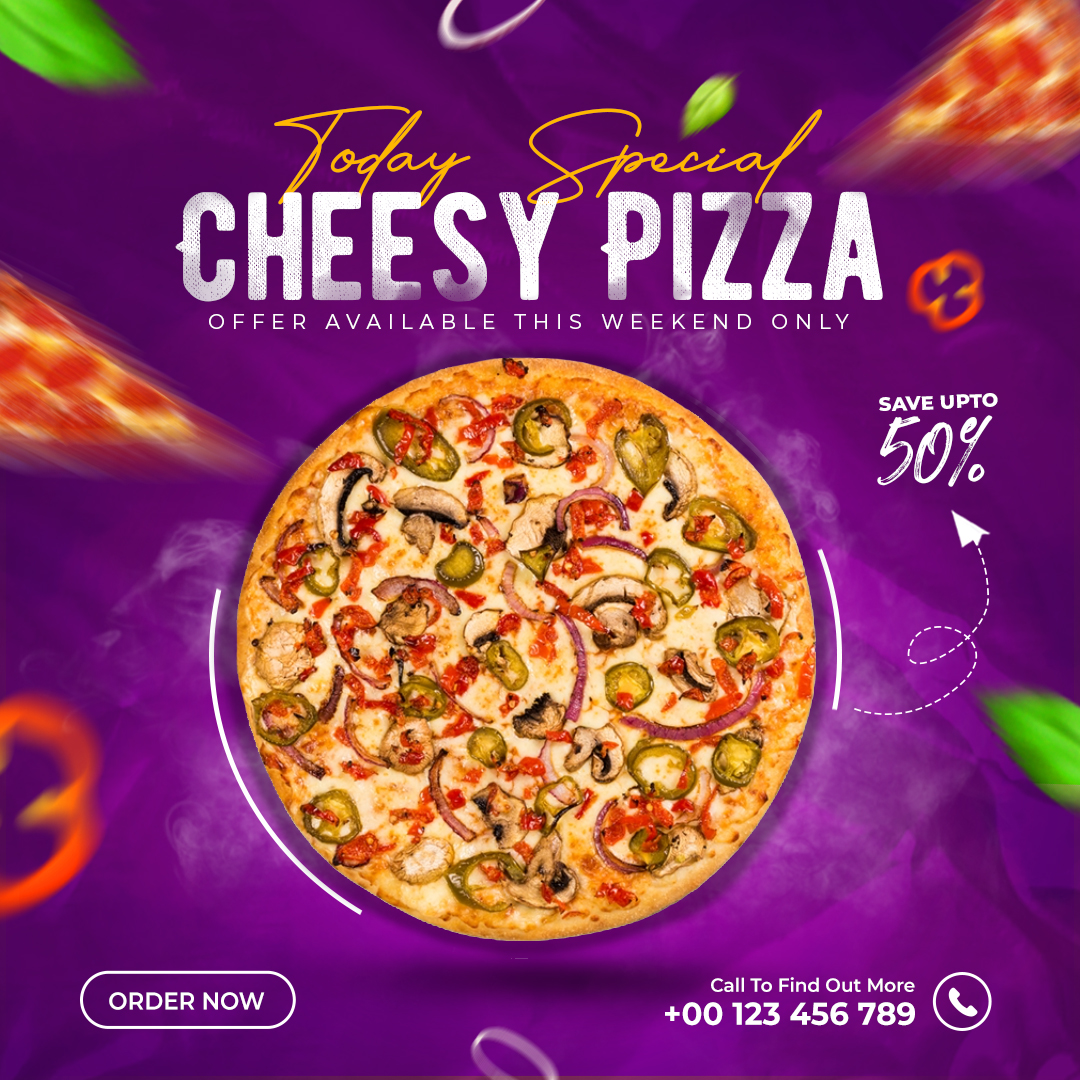 Today Special
CHEESY PIZZA
OFFER AVAILABLE THIS WEEKEND ONLY
SAVE UPTO
50%
ORDER NOW
Call To Find Out More
+00 123 456 789